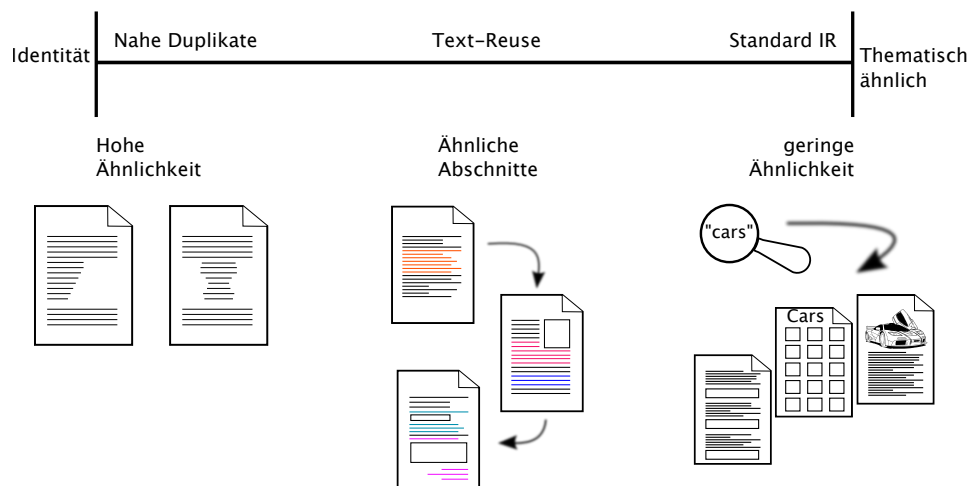 Identität
Nahe Duplikate
Text-Reuse
Standard IR
Thematisch
ähnlich
Hohe
Ähnlichkeit
Ähnliche
Abschnitte
geringe
Ähnlichkeit
"cars"
Cars